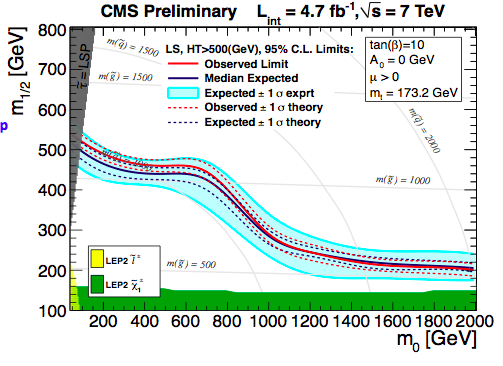 CMS Preliminary L_int = 4.7 fb⁻¹,√s = 7 TeV
m_1/2 [GeV]
800
700
600
500
400
300
200
100
p
τ̃ = LSP
m(q̃) = 1500
m(g̃) = 1500
LS, HT>500(GeV), 95% C.L. Limits:
Observed Limit
Median Expected
Expected ± 1 σ exprt
Observed ± 1 σ theory
Expected ± 1 σ theory
tan(β)=10
A₀ = 0 GeV
μ > 0
m_t = 173.2 GeV
m(q̃) = 2000
m(g̃) = 1000
m(g̃) = 500
LEP2 l̃±
LEP2 χ̃₁±
200 400 600 800 1000 1200 1400 1600 1800 2000
m₀ [GeV]